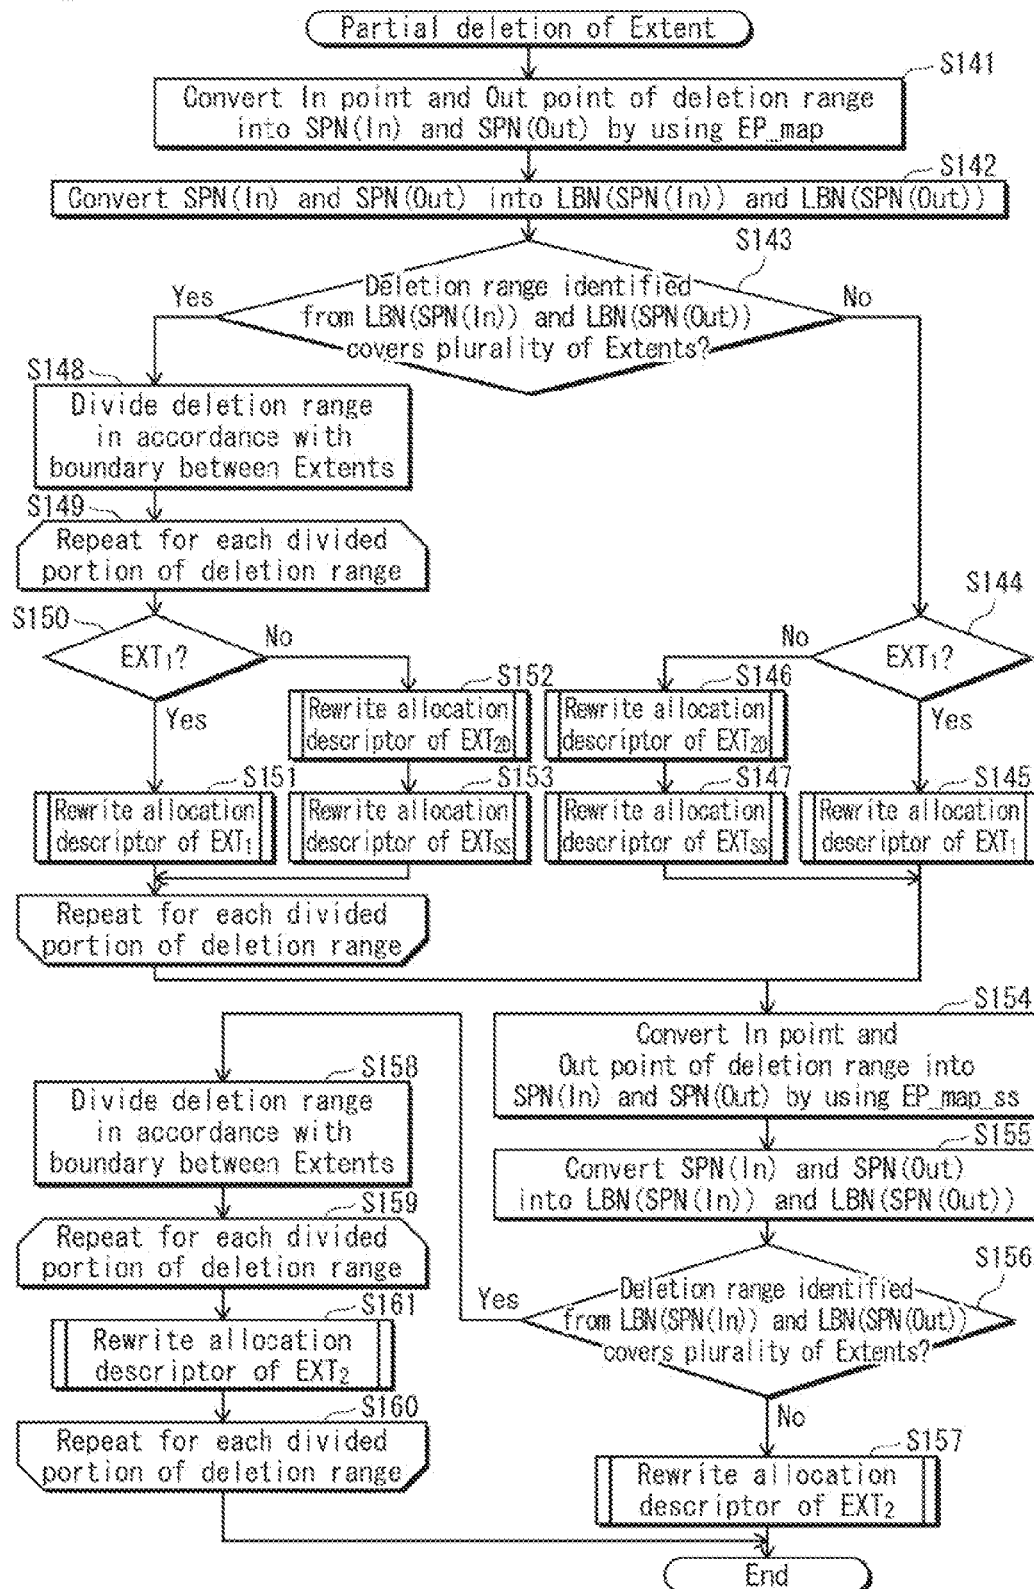 Partial deletion of Extent
S141
Convert In point and Out point of deletion range
into SPN(In) and SPN(Out) by using EP_map
S142
Convert SPN(In) and SPN(Out) into LBN(SPN(In)) and LBN(SPN(Out))
S143
Deletion range identified
from LBN(SPN(In)) and LBN(SPN(Out))
covers plurality of Extents?
Yes
No
S148
Divide deletion range
in accordance with
boundary between Extents
S149
Repeat for each divided
portion of deletion range
S150
EXT1?
No
Yes
S144
EXT1?
No
Yes
S152
Rewrite allocation
descriptor of EXT2D
S146
Rewrite allocation
descriptor of EXT2D
S151
Rewrite allocation
descriptor of EXT1
S153
Rewrite allocation
descriptor of EXTSS
S147
Rewrite allocation
descriptor of EXTSS
S145
Rewrite allocation
descriptor of EXT1
Repeat for each divided
portion of deletion range
S154
Convert In point and
Out point of deletion range into
SPN(In) and SPN(Out) by using EP_map_ss
S155
Convert SPN(In) and SPN(Out)
into LBN(SPN(In)) and LBN(SPN(Out))
S156
Deletion range identified
from LBN(SPN(In)) and LBN(SPN(Out))
covers plurality of Extents?
Yes
No
S158
Divide deletion range
in accordance with
boundary between Extents
S159
Repeat for each divided
portion of deletion range
S161
Rewrite allocation
descriptor of EXT2
S160
Repeat for each divided
portion of deletion range
S157
Rewrite allocation
descriptor of EXT2
End